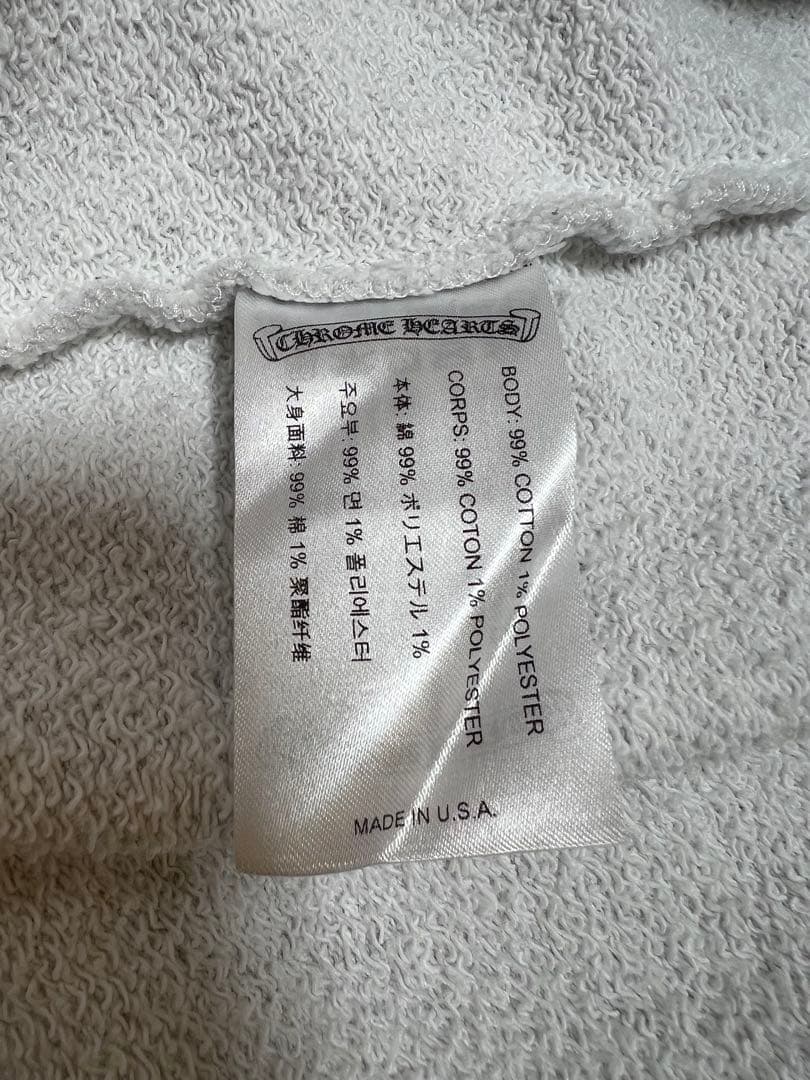 CHROME HEARTS
BODY: 99% COTTON 1% POLYESTER
CORPS: 99% COTON 1% POLYESTER
本体: 綿 99% ポリエステル 1%
주요부: 99% 면 1% 폴리에스터
大身面料: 99% 棉 1% 聚酯纤维
MADE IN U.S.A.